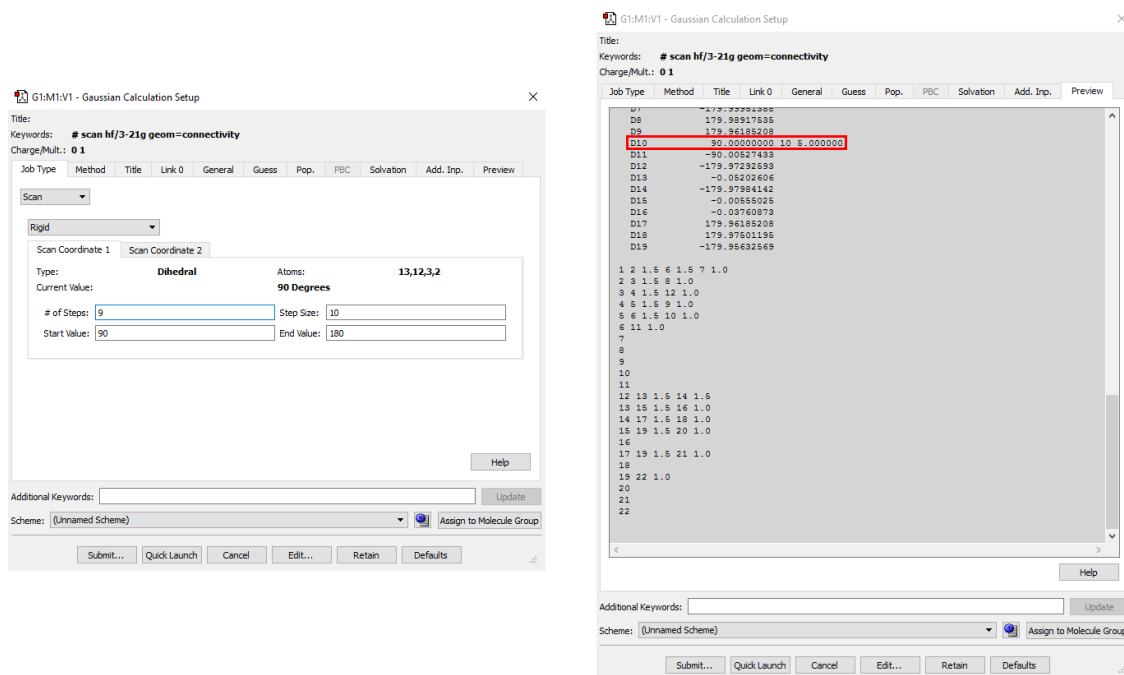 G1:M1:V1 - Gaussian Calculation Setup
Title:
Keywords: # scan hf/3-21g geom=connectivity
Charge/Mult.: 0 1
Job Type Method Title Link 0 General Guess Pop. PBC Solvation Add. Inp. Preview
Scan
Rigid
Scan Coordinate 1 Scan Coordinate 2
Type: Dihedral Atoms: 13,12,3,2
Current Value: 90 Degrees
# of Steps: 9 Step Size: 10
Start Value: 90 End Value: 180
Help
Additional Keywords: Update
Scheme: (Unnamed Scheme) Assign to Molecule Group
Submit... Quick Launch Cancel Edit... Retain Defaults
G1:M1:V1 - Gaussian Calculation Setup
Title:
Keywords: # scan hf/3-21g geom=connectivity
Charge/Mult.: 0 1
Job Type Method Title Link 0 General Guess Pop. PBC Solvation Add. Inp. Preview
D8 179.98917535
D9 179.96185208
D10 90.00000000 10 5.000000
D11 -90.00527433
D12 -179.97292593
D13 -0.05202606
D14 -179.97984142
D15 -0.00555025
D16 -0.03760873
D17 179.96185208
D18 179.97501195
D19 -179.95632569
1 2 1.5 6 1.5 7 1.0
2 3 1.5 8 1.0
3 4 1.5 12 1.0
4 5 1.5 9 1.0
5 6 1.5 10 1.0
6 11 1.0
7
8
9
10
11
12 13 1.5 14 1.5
13 15 1.5 16 1.0
14 17 1.5 18 1.0
15 19 1.5 20 1.0
16
17 19 1.5 21 1.0
18
19 22 1.0
20
21
22
Help
Additional Keywords: Update
Scheme: (Unnamed Scheme) Assign to Molecule Group
Submit... Quick Launch Cancel Edit... Retain Defaults